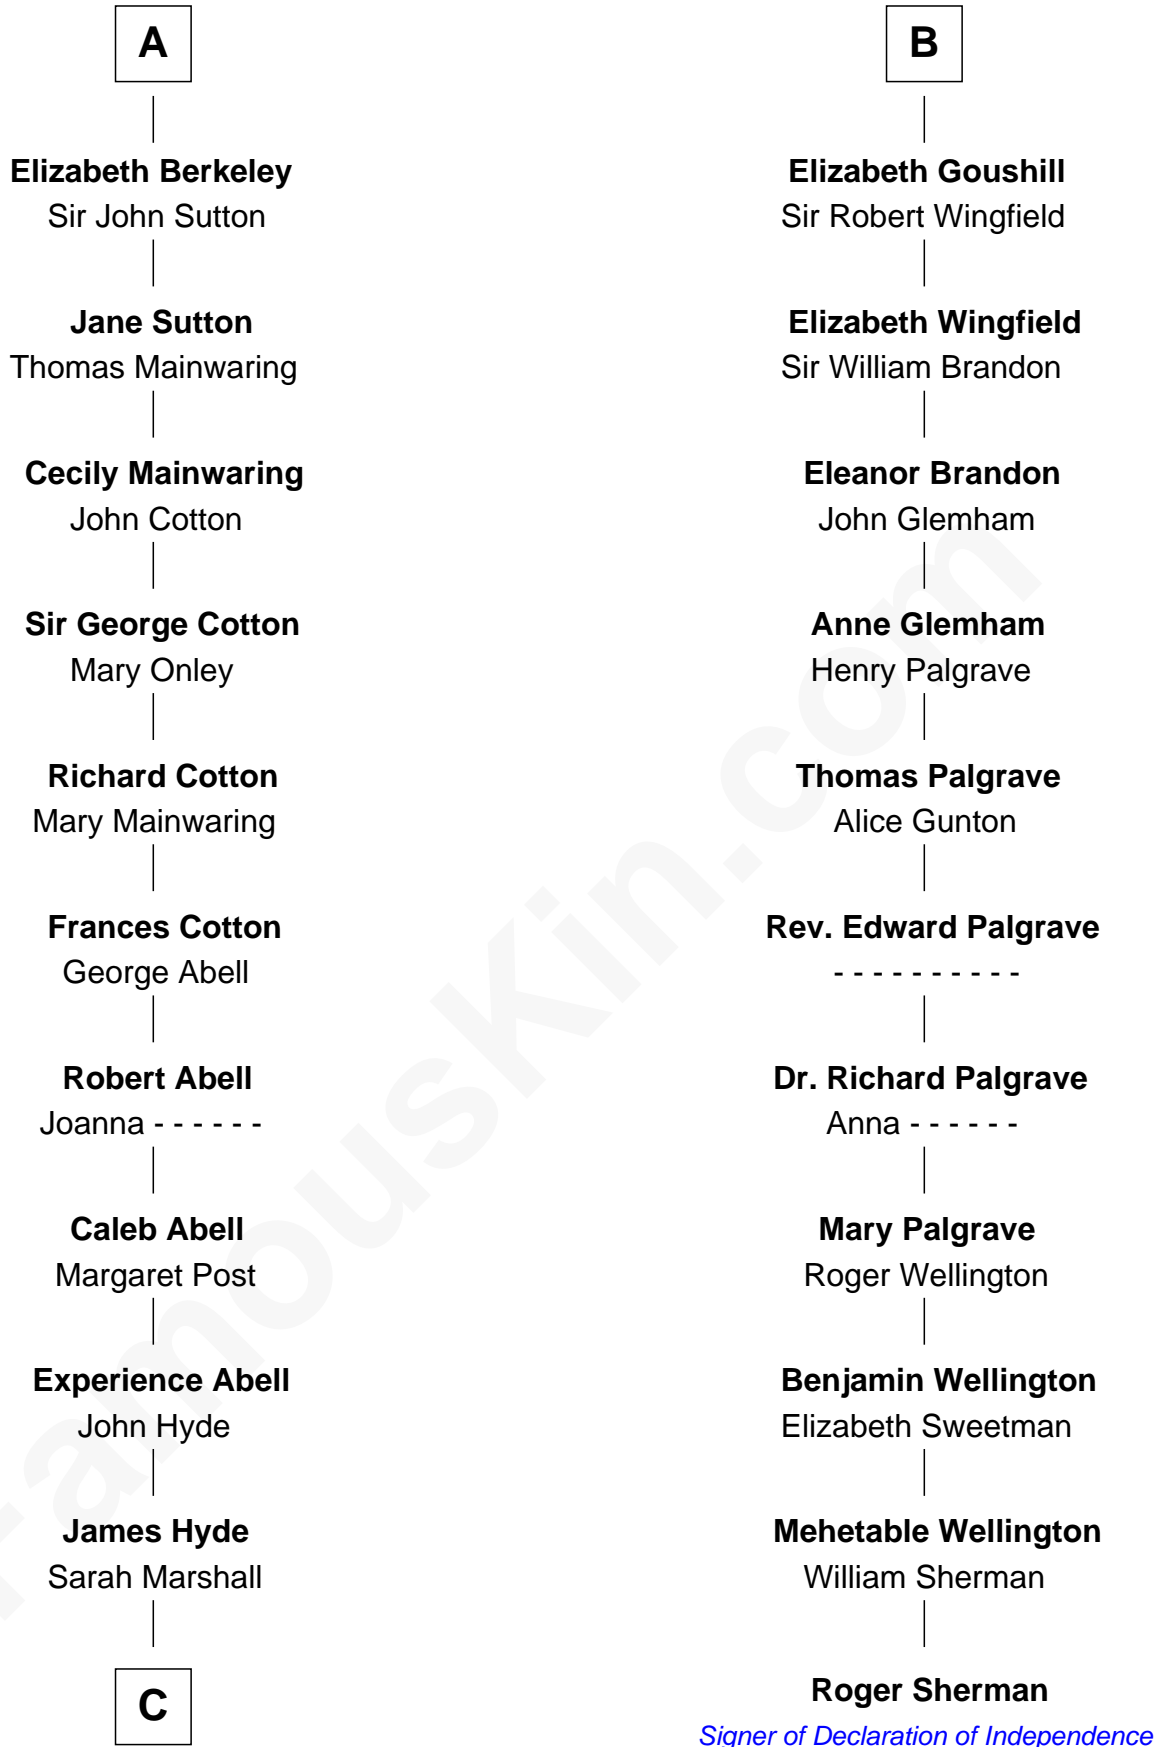 A
Elizabeth Berkeley
Sir John Sutton
Jane Sutton
Thomas Mainwaring
Cecily Mainwaring
John Cotton
Sir George Cotton
Mary Onley
Richard Cotton
Mary Mainwaring
Frances Cotton
George Abell
Robert Abell
Joanna - - - - - -
Caleb Abell
Margaret Post
Experience Abell
John Hyde
James Hyde
Sarah Marshall
C
B
Elizabeth Goushill
Sir Robert Wingfield
Elizabeth Wingfield
Sir William Brandon
Eleanor Brandon
John Glemham
Anne Glemham
Henry Palgrave
Thomas Palgrave
Alice Gunton
Rev. Edward Palgrave
- - - - - - - - - -
Dr. Richard Palgrave
Anna - - - - - -
Mary Palgrave
Roger Wellington
Benjamin Wellington
Elizabeth Sweetman
Mehetable Wellington
William Sherman
Roger Sherman
Signer of Declaration of Independence
FamousKin.com